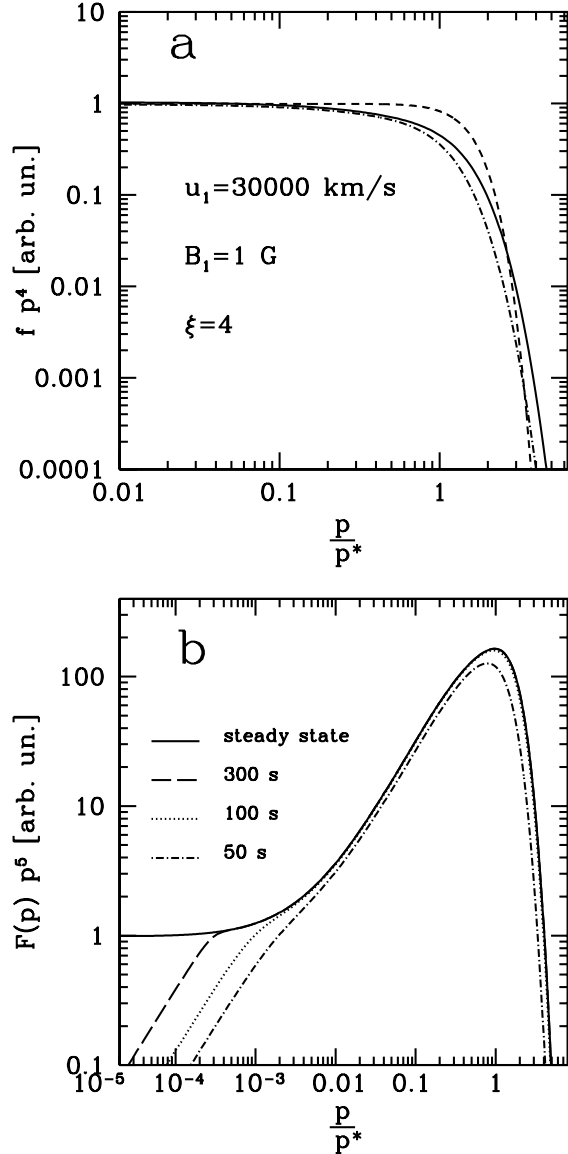 a
10
1
0.1
0.01
0.001
0.0001
f p⁴ [arb. un.]
u₁=30000 km/s
B₁=1 G
ξ=4
0.01
0.1
1
p
p*
b
100
10
1
0.1
F(p) p⁵ [arb. un.]
steady state
300 s
100 s
50 s
10⁻⁵
10⁻⁴
10⁻³
0.01
0.1
1
p
p*